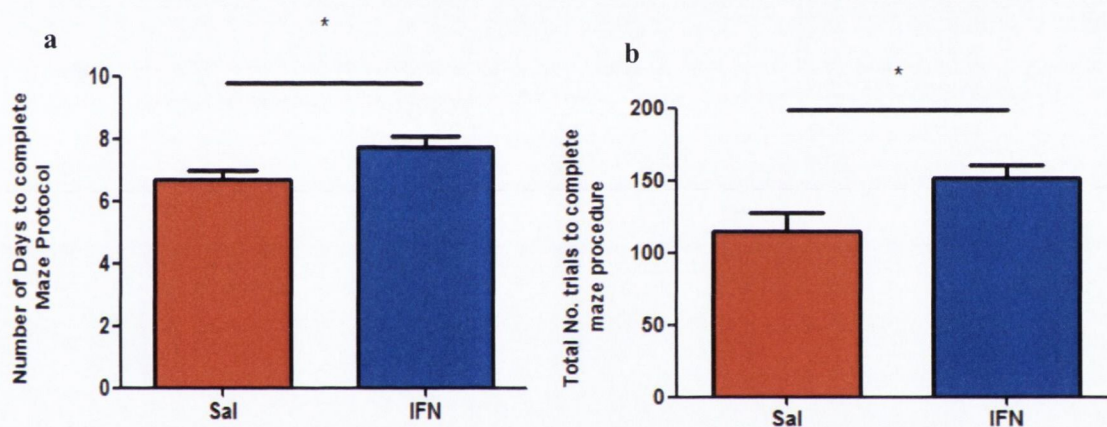 a
*
Number of Days to complete
Maze Protocol
10
8
6
4
2
0
Sal
IFN
b
*
Total No. trials to complete
maze procedure
200
150
100
50
0
Sal
IFN